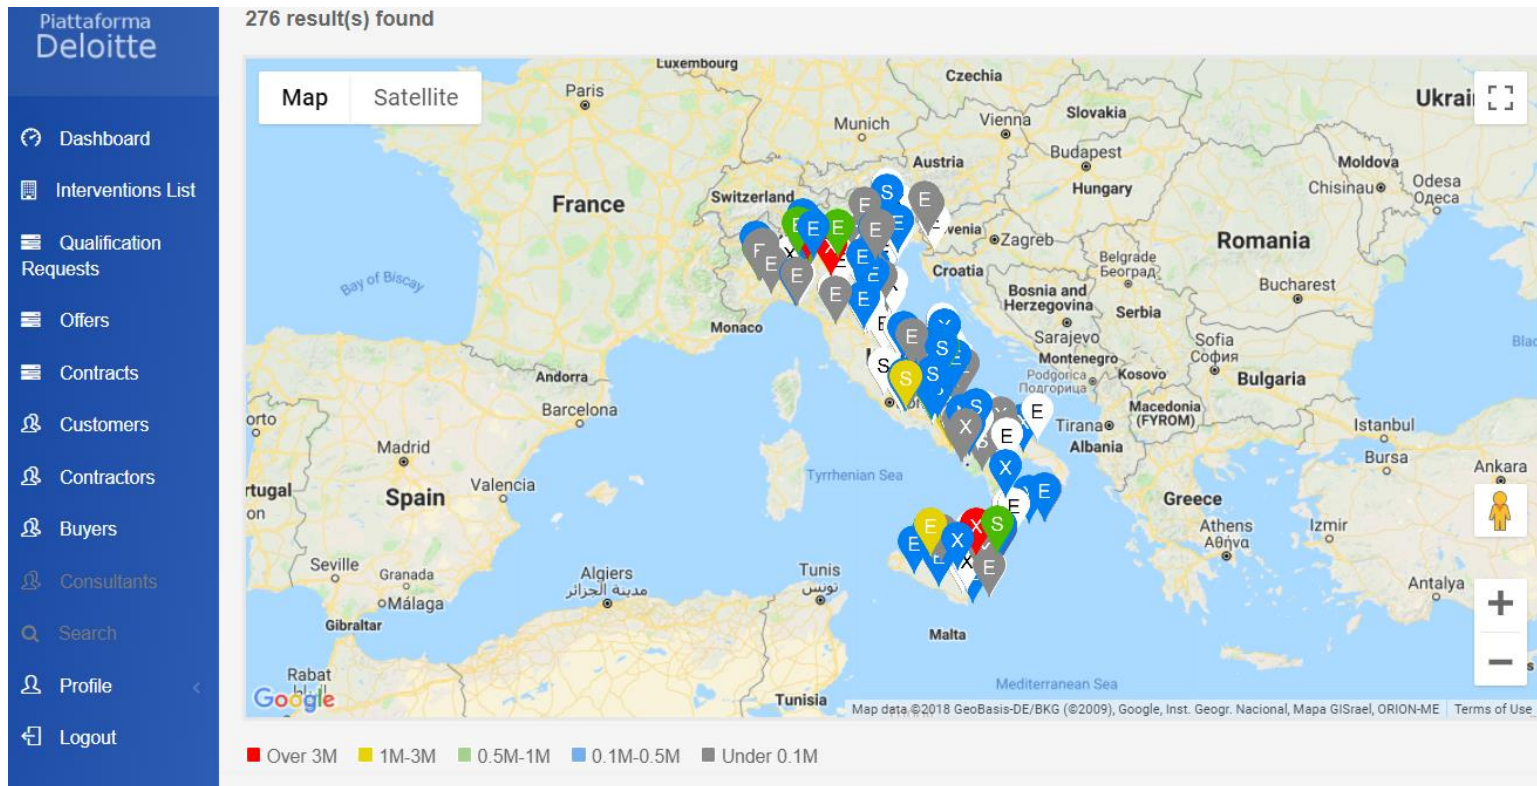 Piattaforma
Deloitte
Dashboard
Interventions List
Qualification
Requests
Offers
Contracts
Customers
Contractors
Buyers
Consultants
Search
Profile
Logout
276 result(s) found
Map Satellite
Luxembourg
Paris
Czechia
Ukrai
Slovakia
Munich
Vienna
Austria
Budapest
Moldova
Hungary
Chisinau
Odesa
Одеса
France
Switzerland
venia
Zagreb
Romania
Croatia
Belgrade
Београд
Bay of Biscay
Bosnia and
Herzegovina
Serbia
Bucharest
Monaco
Sarajevo
Sofia
София
Montenegro
Podgorica
Подгорица
Kosovo
Bulgaria
Andorra
Barcelona
Macedonia
(FYROM)
Tirana
Albania
Istanbul
orto
Madrid
Bursa
Ankara
Tyrrhenian Sea
Valencia
rtugal
on
Spain
Greece
Athens
Αθήνα
Izmir
Seville
Granada
Málaga
Algiers
مدينة الجزائر
Tunis
تونس
Antalya
Gibraltar
Malta
Rabat
Mediterranean Sea
Google
Tunisia
Map data ©2018 GeoBasis-DE/BKG (©2009), Google, Inst. Geogr. Nacional, Mapa GISrael, ORION-ME Terms of Use
Over 3M 1M-3M 0.5M-1M 0.1M-0.5M Under 0.1M